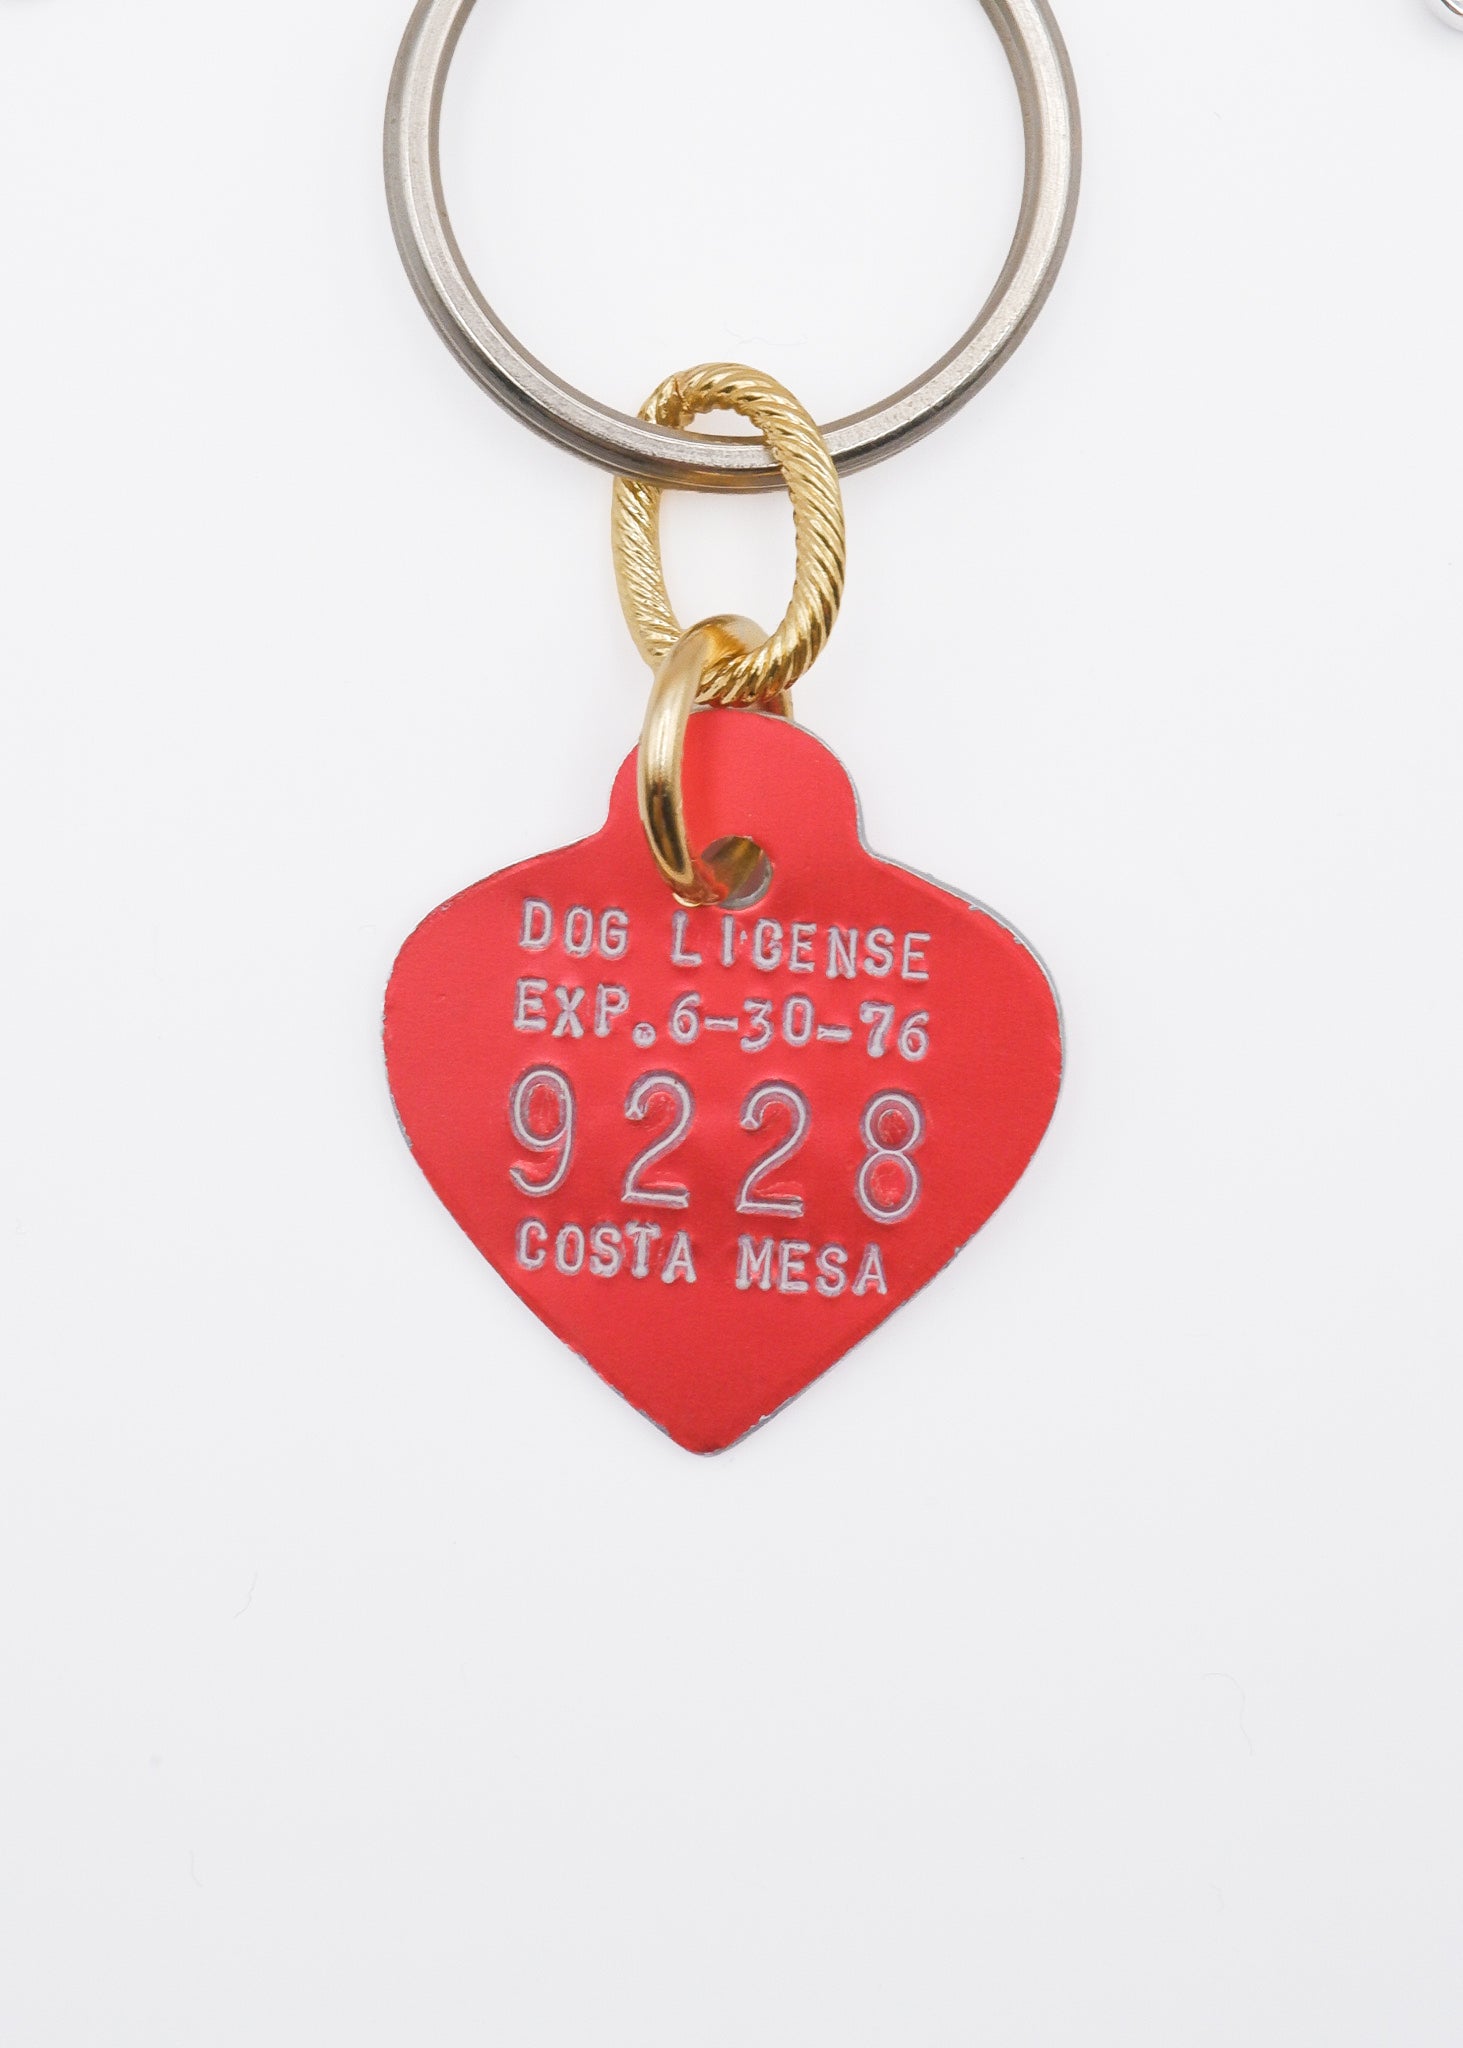 DOG LICENSE
EXP. 6-30-76
9228
COSTA MESA